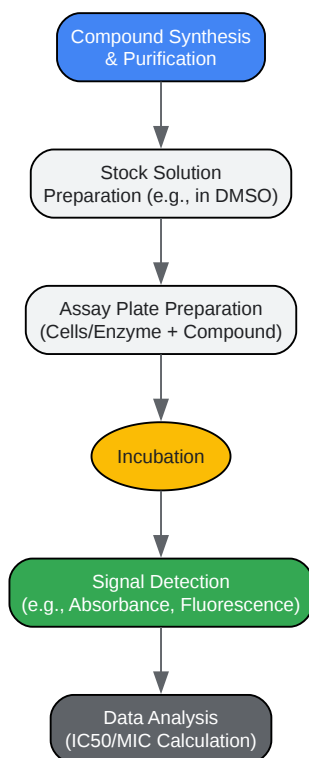 Compound Synthesis
& Purification
Stock Solution
Preparation (e.g., in DMSO)
Assay Plate Preparation
(Cells/Enzyme + Compound)
Incubation
Signal Detection
(e.g., Absorbance, Fluorescence)
Data Analysis
(IC50/MIC Calculation)